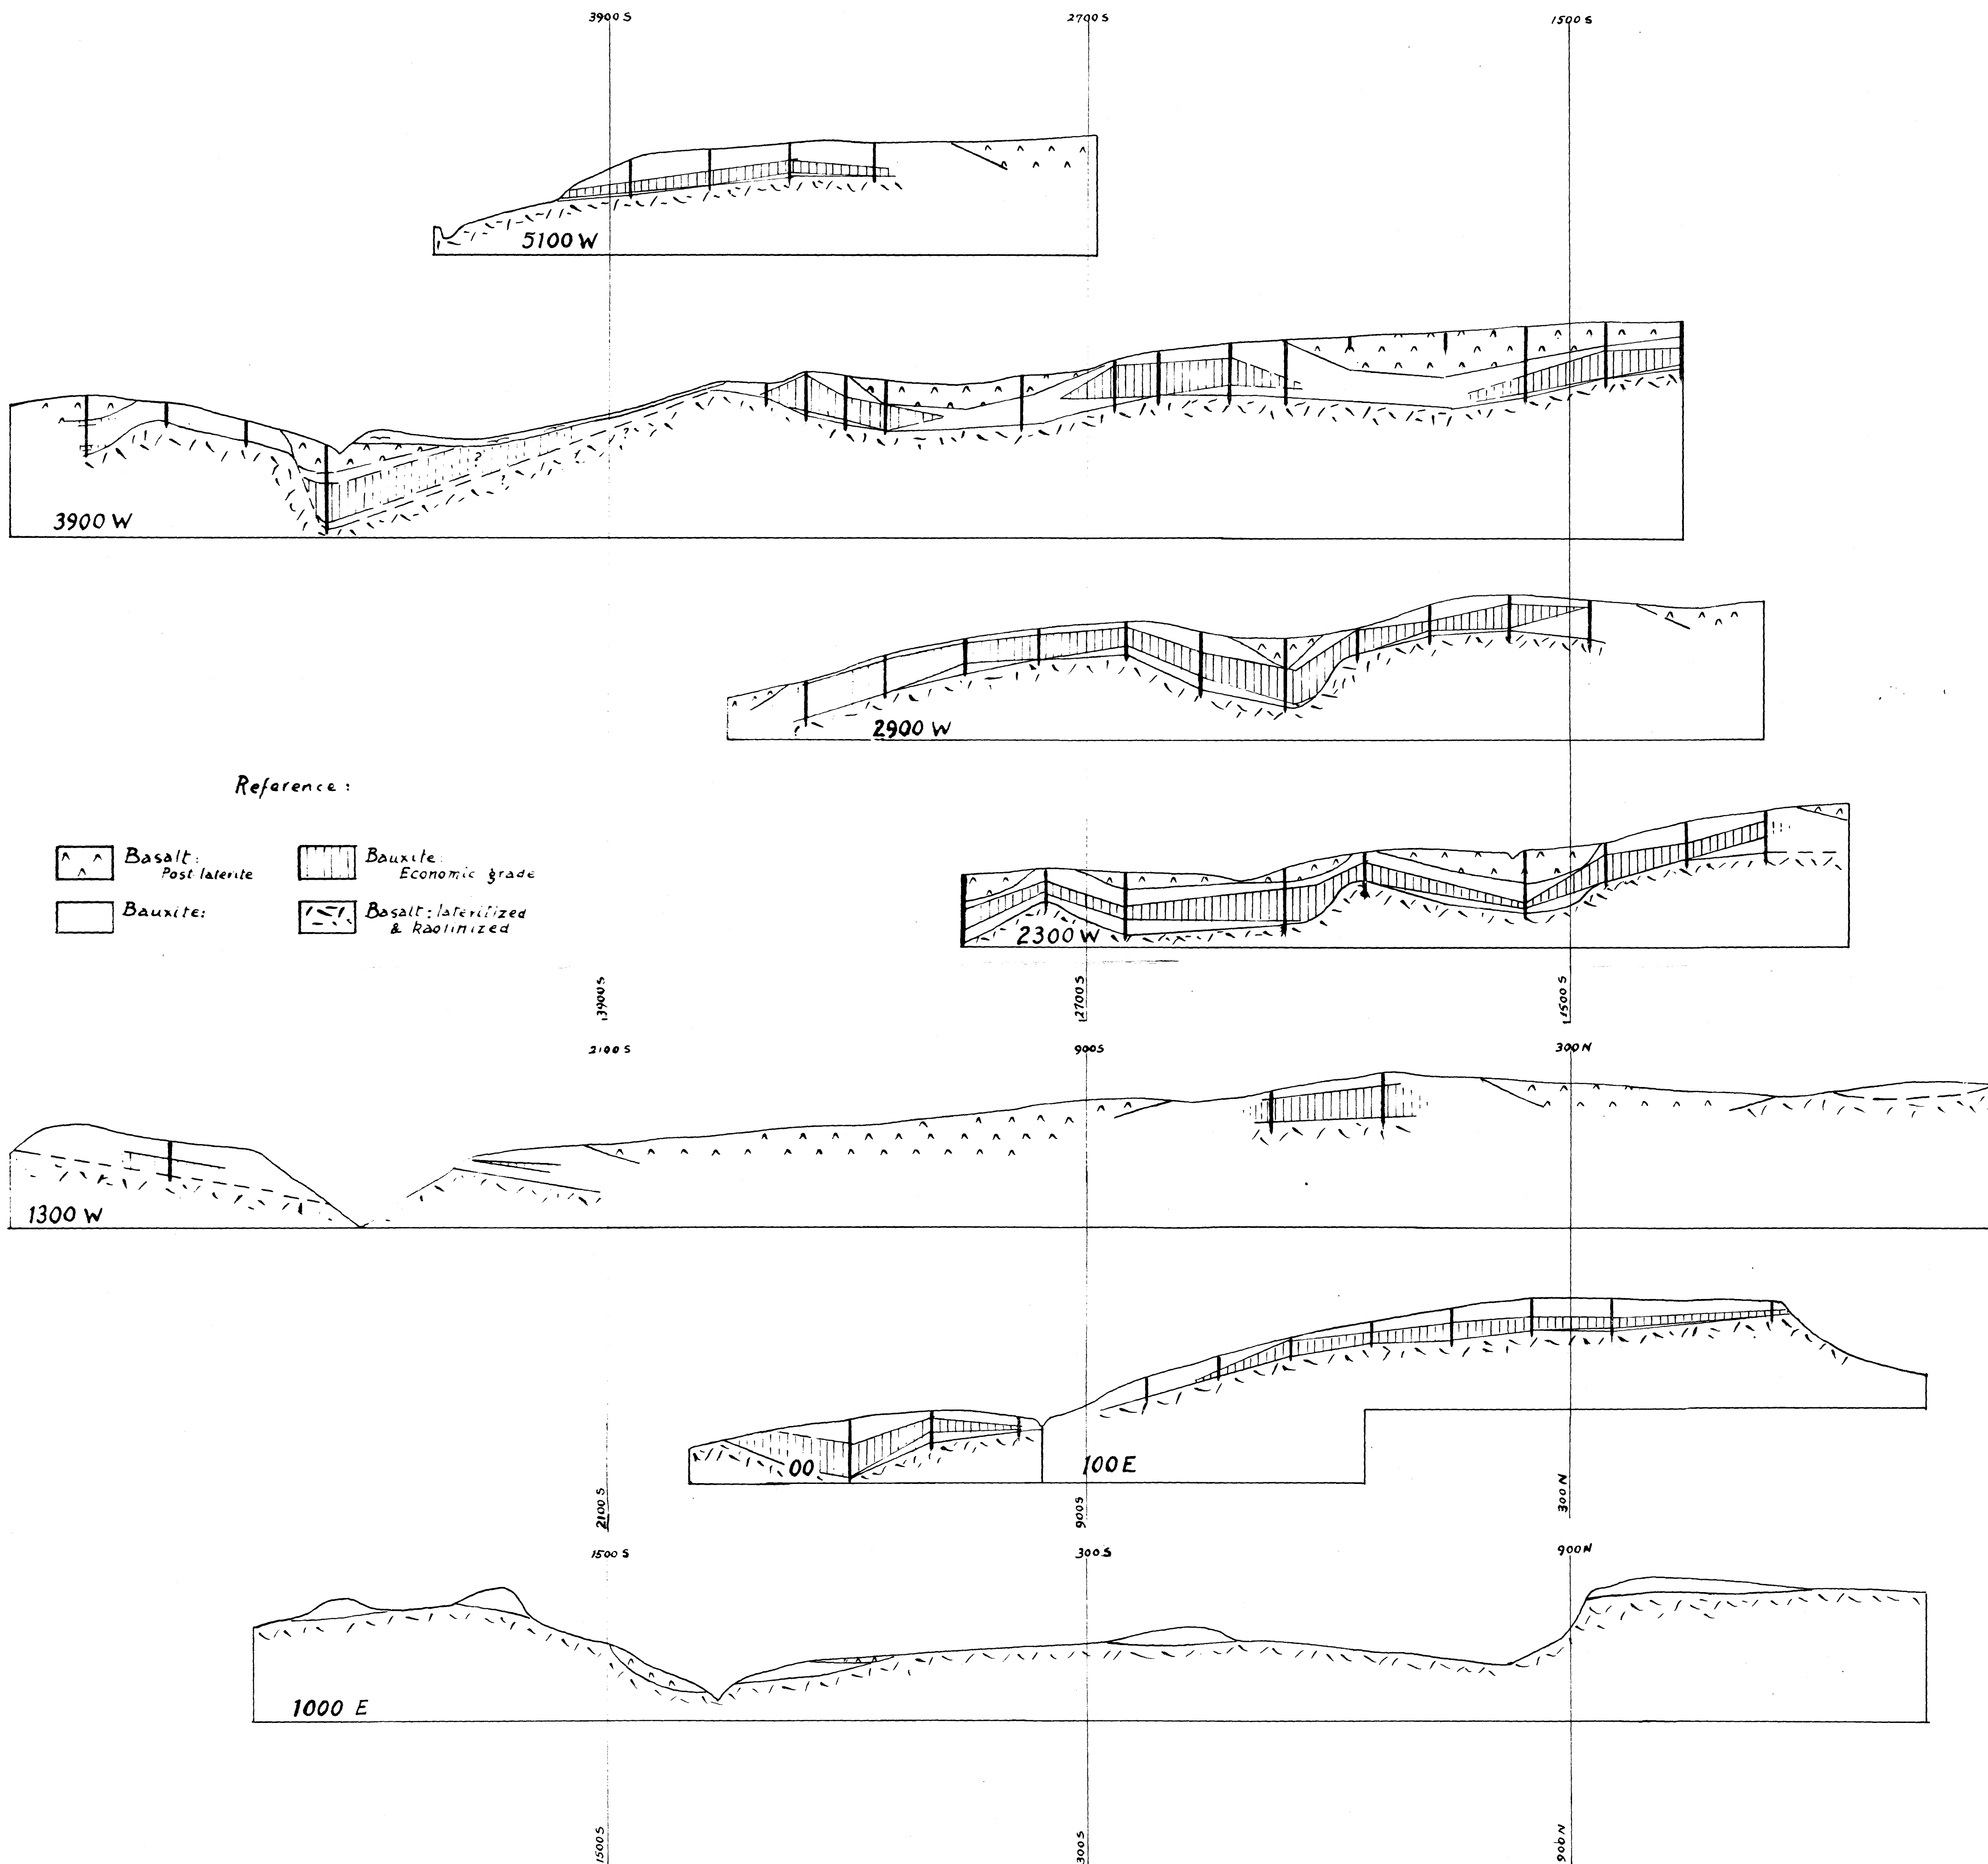 3900 S 2700 S 1500 S
5100 W
? ? ?
3900 W
?
2900 W
Reference :
Basalt:
Post laterite
Bauxite:
Economic grade
Bauxite:
Basalt: lateritized
& kaolinized
2300 W
3900 S 2700 S 1500 S
2100 S 900 S 300 N
1300 W
00 100 E
2100 S 900 S 300 N
1500 S 300 S 900 N
1000 E
1500 S 300 S 900 N